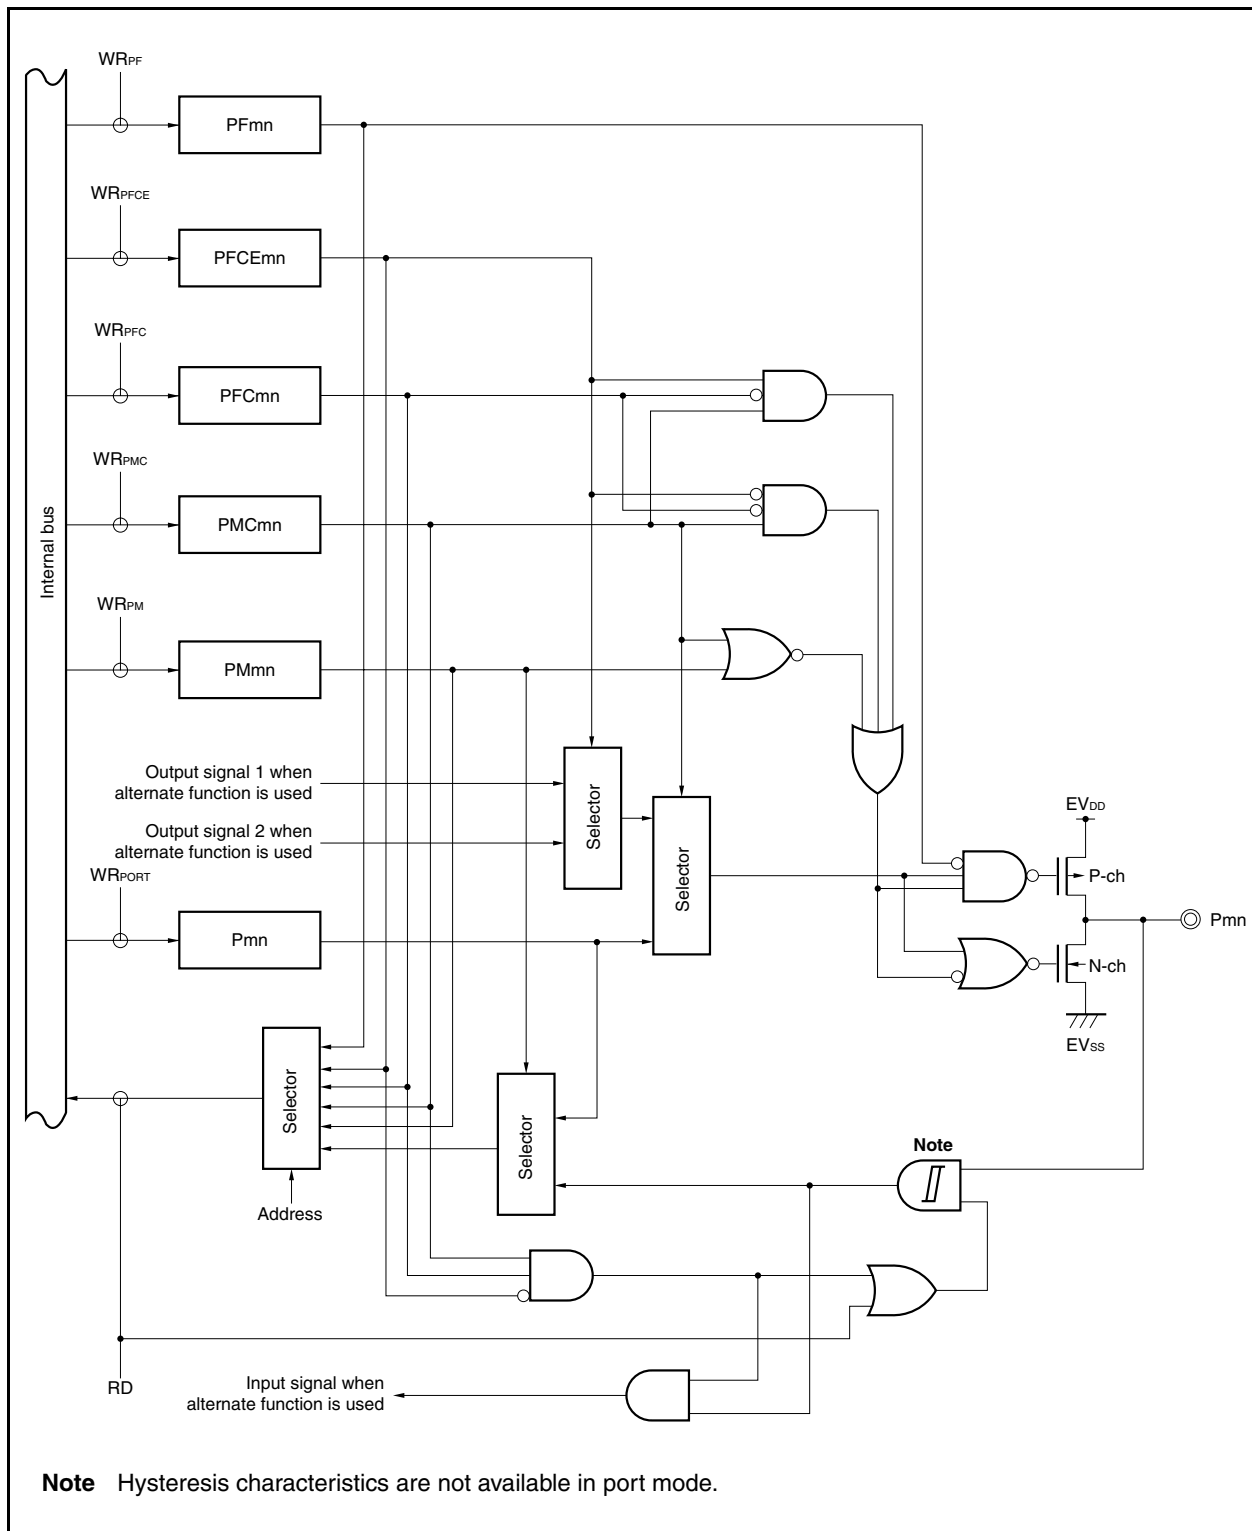 WRPF
PFmn
WRPFCE
PFCEmn
WRPFC
PFCmn
WRPMC
PMCmn
Internal bus
WRPM
PMmn
Output signal 1 when
alternate function is used
Output signal 2 when
alternate function is used
Selector
Selector
WRPORT
Pmn
EVDD
P-ch
Pmn
N-ch
EVSS
Selector
Selector
Address
Note
RD
Input signal when
alternate function is used
Note Hysteresis characteristics are not available in port mode.